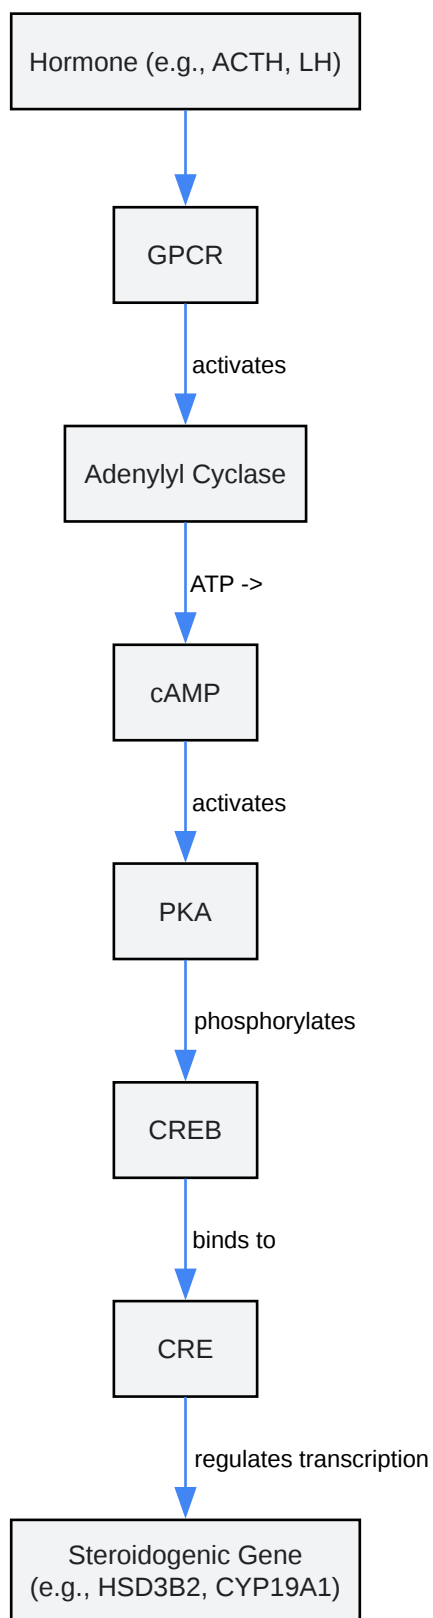 Hormone (e.g., ACTH, LH)
GPCR
activates
Adenylyl Cyclase
ATP ->
cAMP
activates
PKA
phosphorylates
CREB
binds to
CRE
regulates transcription
Steroidogenic Gene
(e.g., HSD3B2, CYP19A1)